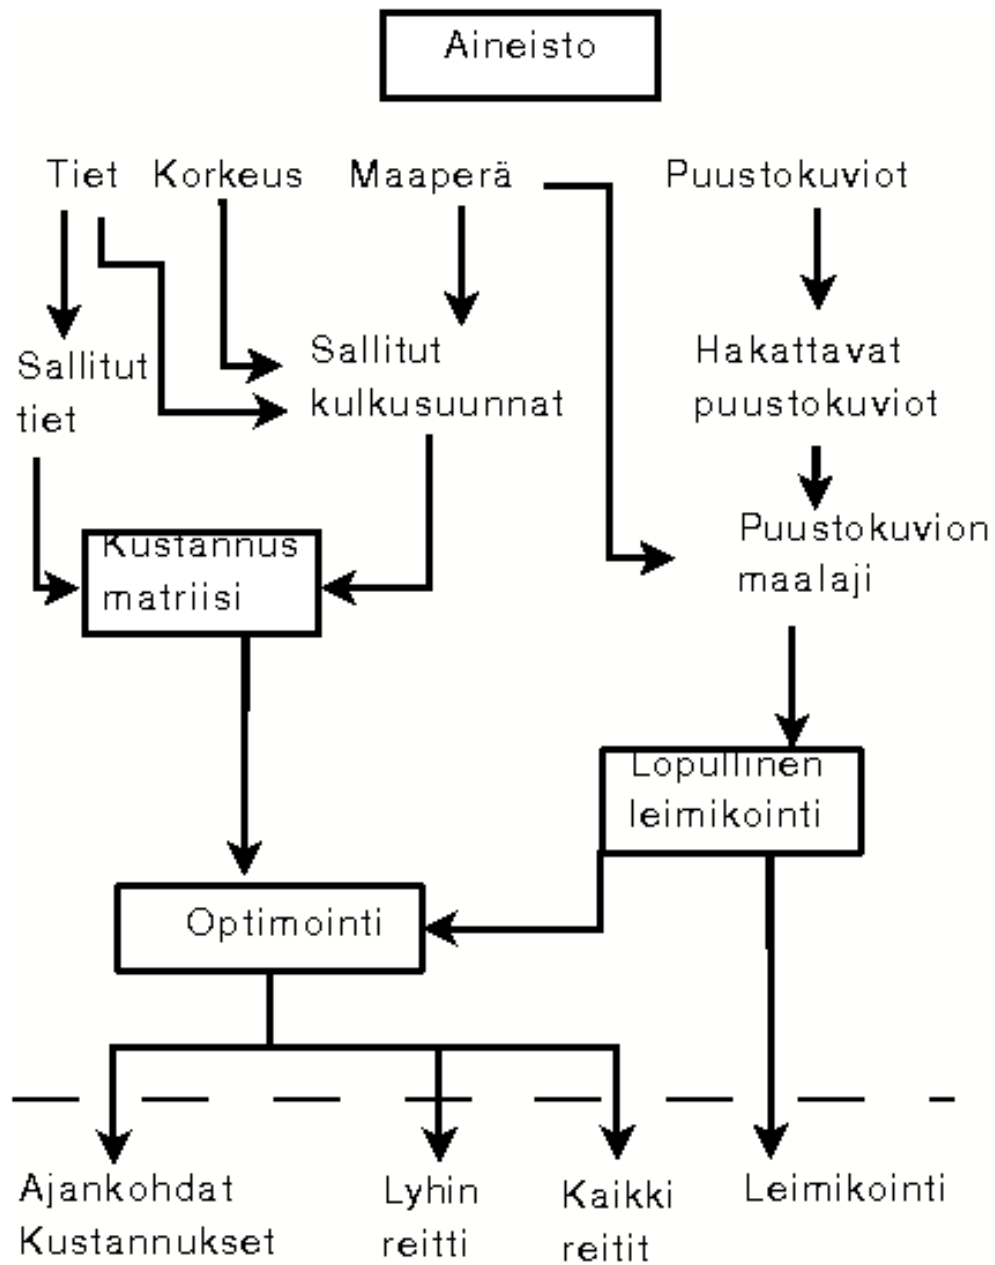 Aineisto
Tiet
Korkeus
Maaperä
Puustokuviot
Sallitut
tiet
Sallitut
kulkusuunnat
Hakattavat
puustokuviot
Puustokuvion
maalaji
Kustannus
matriisi
Lopullinen
leimikointi
Optimointi
Ajankohdat
Kustannukset
Lyhin
reitti
Kaikki
reitit
Leimikointi